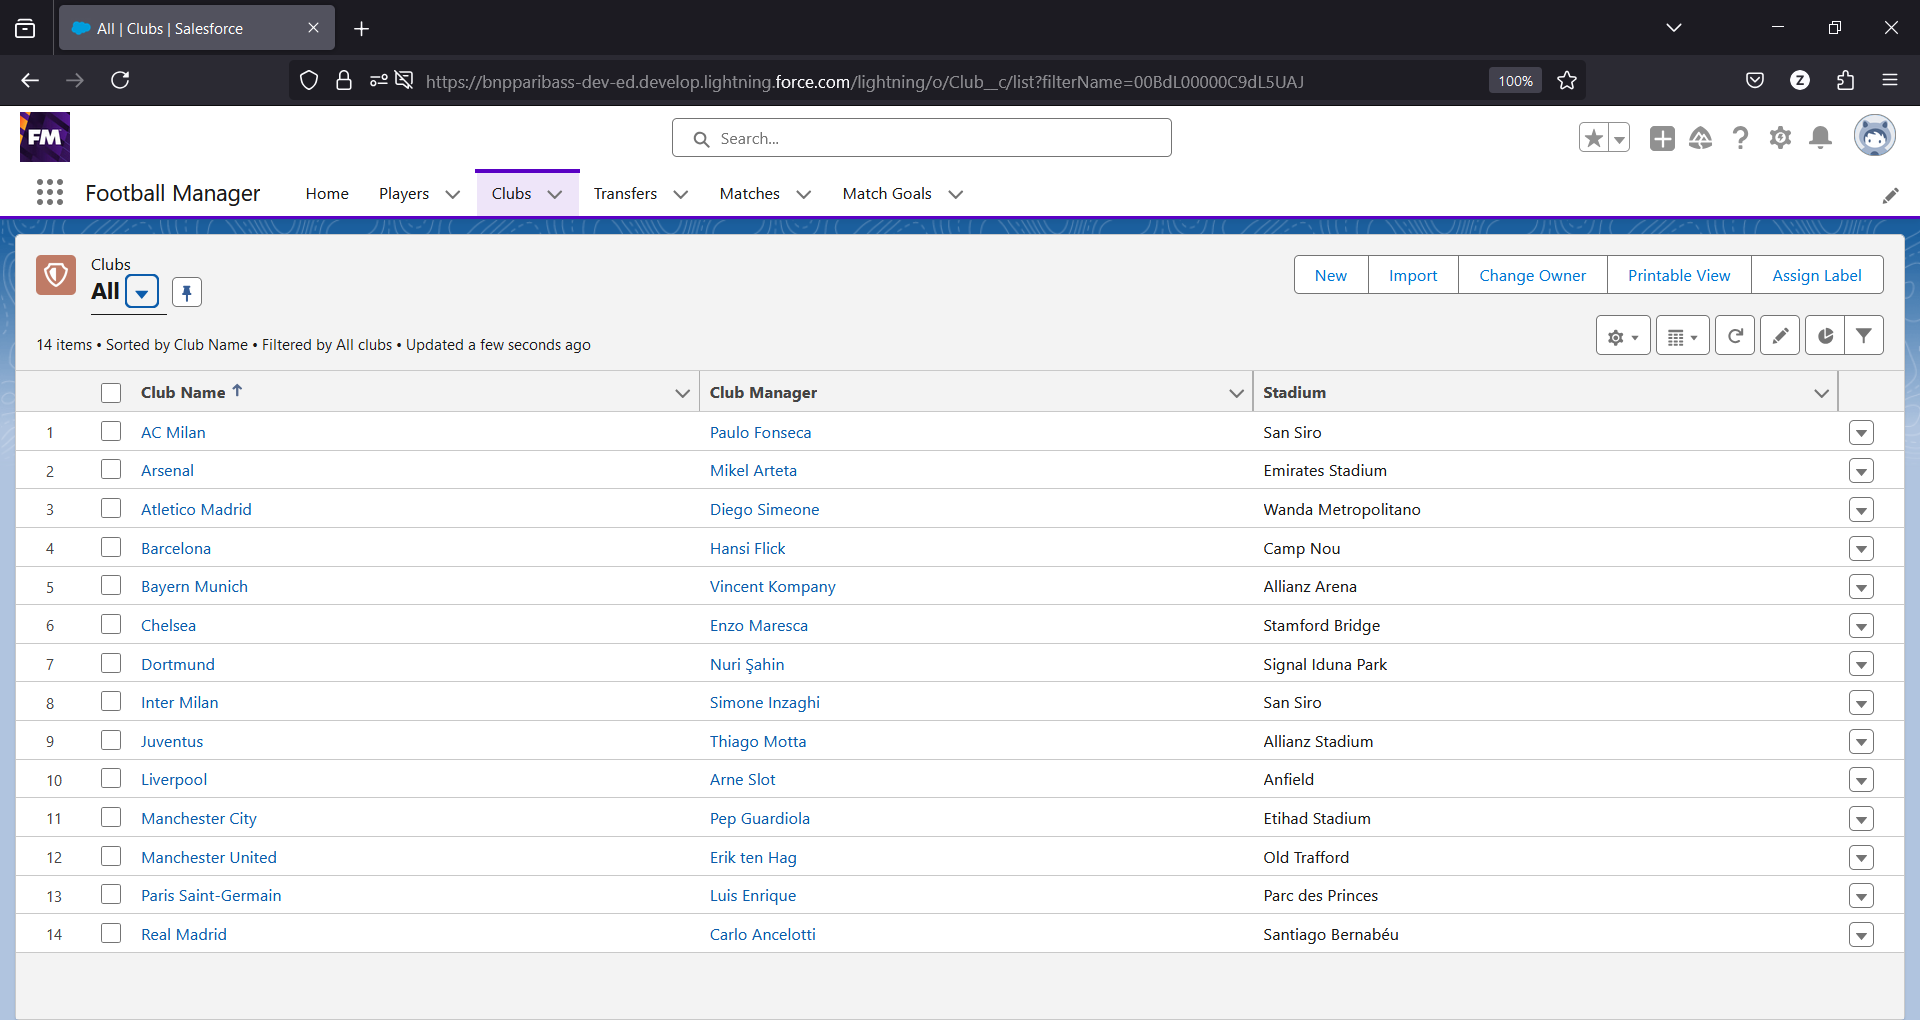 All | Clubs | Salesforce
https://bnpparibass-dev-ed.develop.lightning.force.com/lightning/o/Club__c/list?filterName=00BdL00000C9dL5UAJ
100%
Z
FM
Search...
Football Manager
Home
Players
Clubs
Transfers
Matches
Match Goals
Clubs
All
New
Import
Change Owner
Printable View
Assign Label
14 items • Sorted by Club Name • Filtered by All clubs • Updated a few seconds ago
Club Name Club Manager Stadium
1 AC Milan Paulo Fonseca San Siro
2 Arsenal Mikel Arteta Emirates Stadium
3 Atletico Madrid Diego Simeone Wanda Metropolitano
4 Barcelona Hansi Flick Camp Nou
5 Bayern Munich Vincent Kompany Allianz Arena
6 Chelsea Enzo Maresca Stamford Bridge
7 Dortmund Nuri Şahin Signal Iduna Park
8 Inter Milan Simone Inzaghi San Siro
9 Juventus Thiago Motta Allianz Stadium
10 Liverpool Arne Slot Anfield
11 Manchester City Pep Guardiola Etihad Stadium
12 Manchester United Erik ten Hag Old Trafford
13 Paris Saint-Germain Luis Enrique Parc des Princes
14 Real Madrid Carlo Ancelotti Santiago Bernabéu